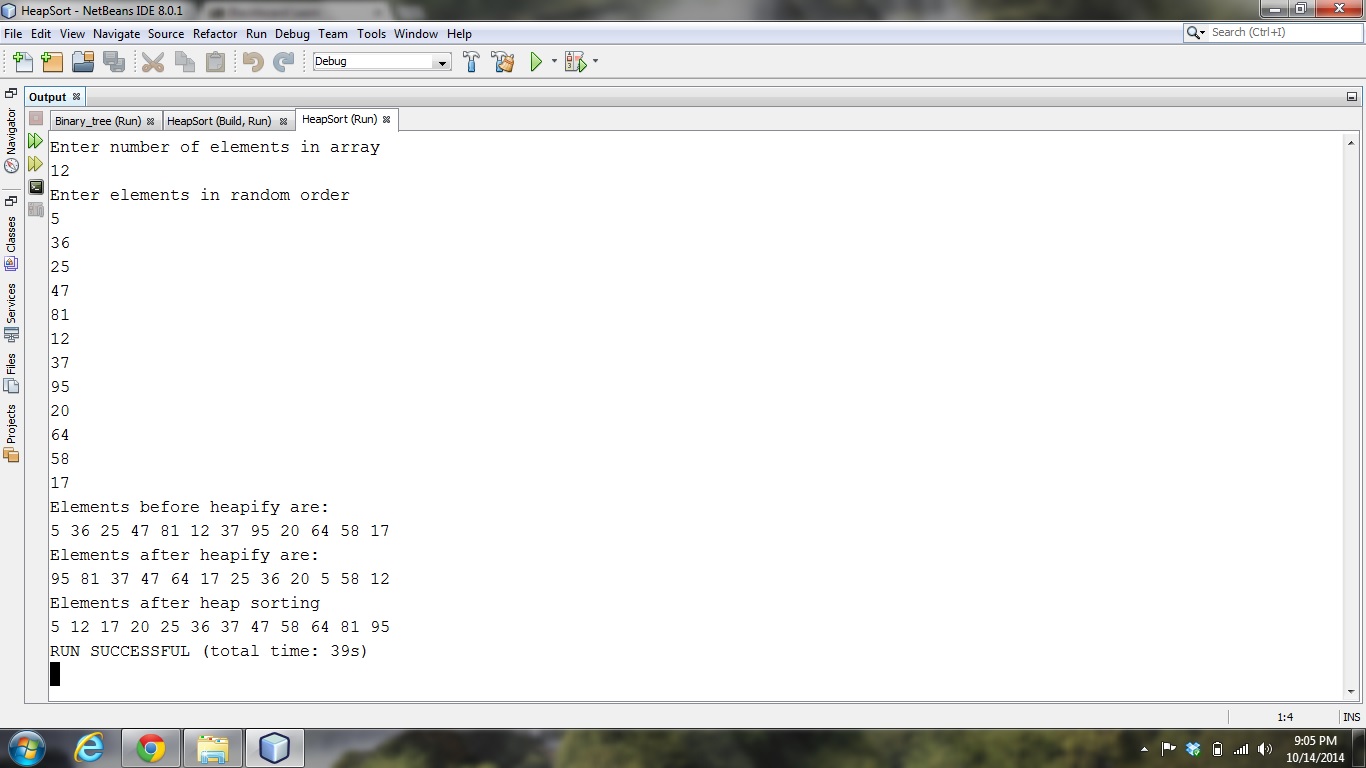 HeapSort - NetBeans IDE 8.0.1
File Edit View Navigate Source Refactor Run Debug Team Tools Window Help
Search (Ctrl+I)
Debug
Output
Binary_tree (Run) HeapSort (Build, Run) HeapSort (Run)
Navigator
Classes
Services
Files
Projects
Enter number of elements in array
12
Enter elements in random order
5
36
25
47
81
12
37
95
20
64
58
17
Elements before heapify are:
5 36 25 47 81 12 37 95 20 64 58 17
Elements after heapify are:
95 81 37 47 64 17 25 36 20 5 58 12
Elements after heap sorting
5 12 17 20 25 36 37 47 58 64 81 95
RUN SUCCESSFUL (total time: 39s)
1:4 INS
9:05 PM
10/14/2014